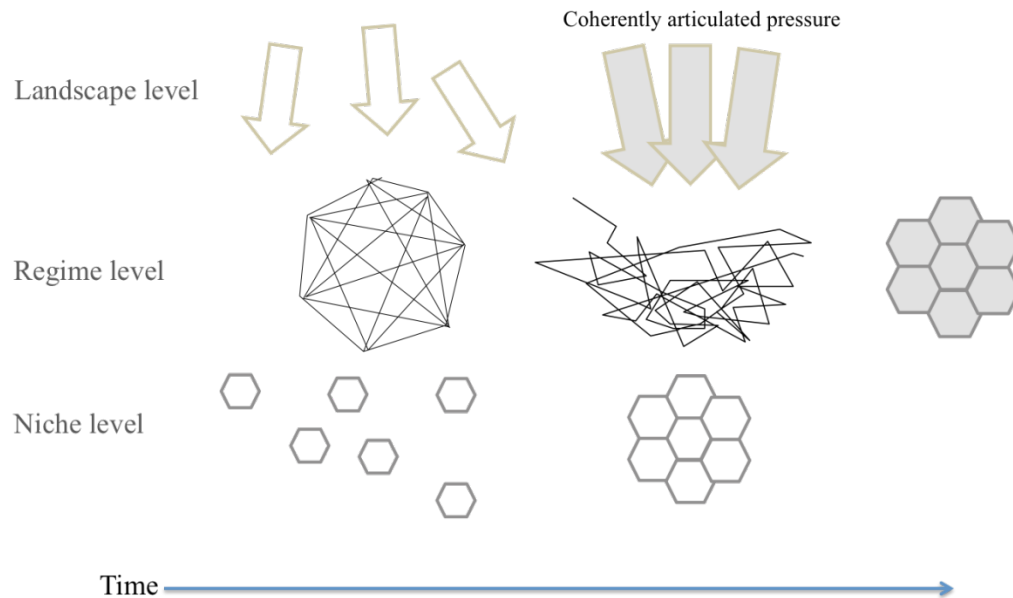 Coherently articulated pressure
Landscape level
Regime level
Niche level
Time